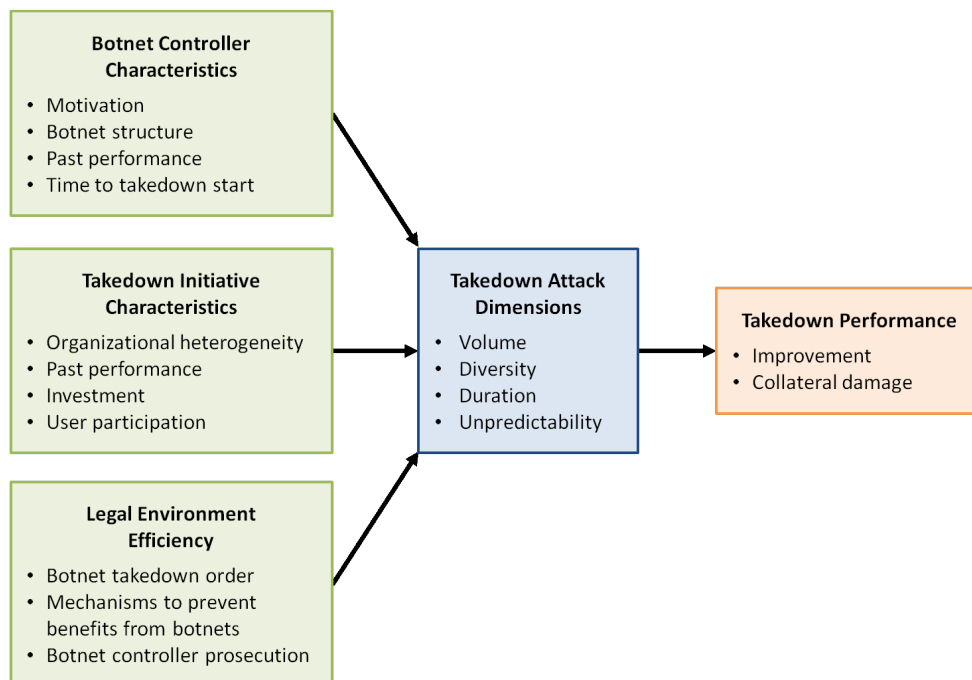 Botnet Controller
Characteristics
• Motivation
• Botnet structure
• Past performance
• Time to takedown start
Takedown Initiative
Characteristics
• Organizational heterogeneity
• Past performance
• Investment
• User participation
Legal Environment
Efficiency
• Botnet takedown order
• Mechanisms to prevent
benefits from botnets
• Botnet controller prosecution
Takedown Attack
Dimensions
• Volume
• Diversity
• Duration
• Unpredictability
Takedown Performance
• Improvement
• Collateral damage